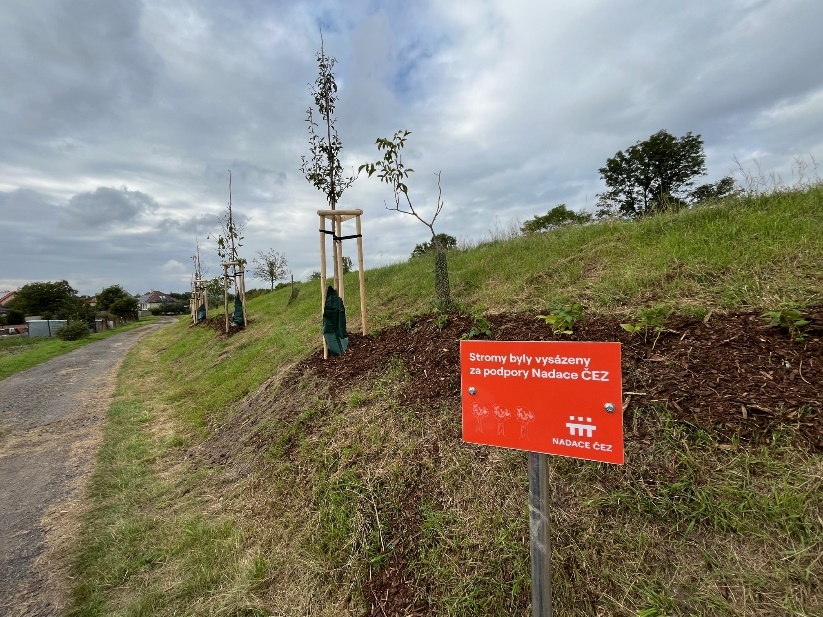 Stromy byly vysázeny
za podpory Nadace ČEZ
NADACE ČEZ